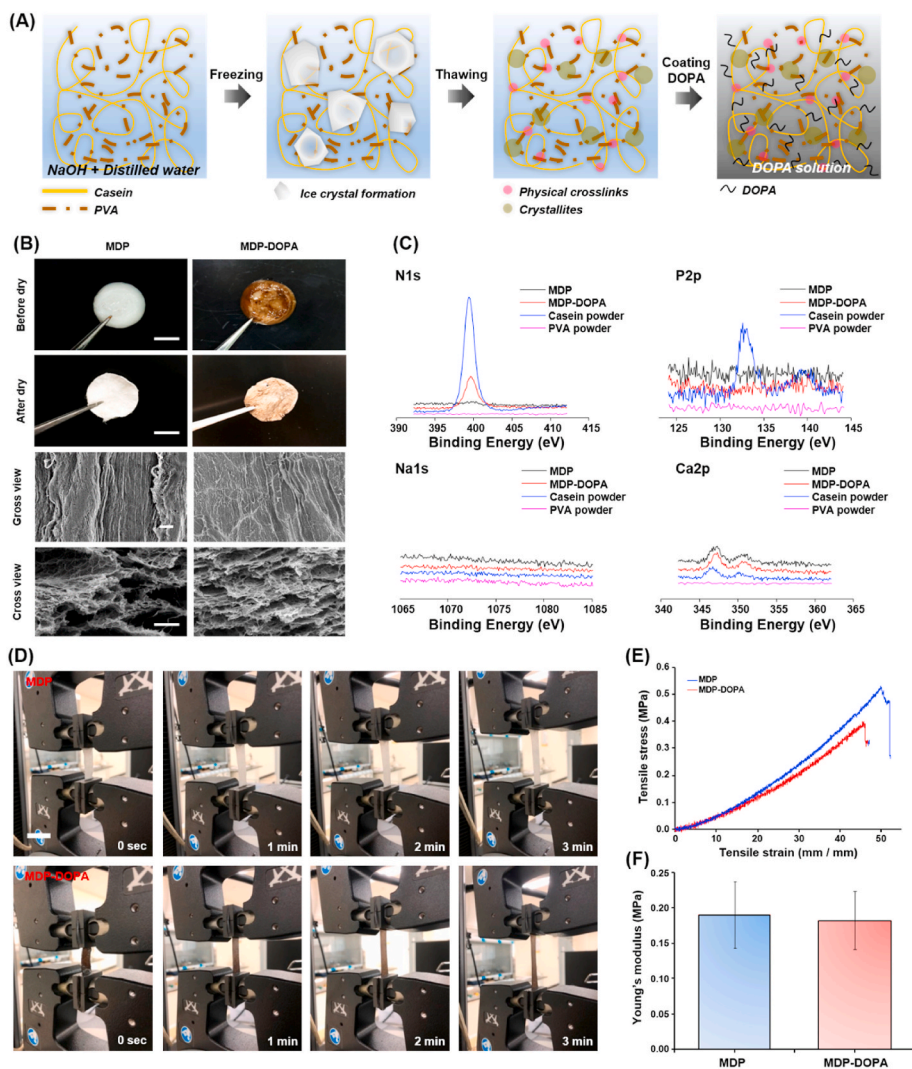 (A)
Freezing
Thawing
Coating
DOPA
NaOH + Distilled water
DOPA solution
Casein
PVA
Ice crystal formation
Physical crosslinks
Crystallites
DOPA
(B)
MDP
MDP-DOPA
Before dry
After dry
Gross view
Cross view
(C)
N1s
MDP
MDP-DOPA
Casein powder
PVA powder
390 395 400 405 410 415
Binding Energy (eV)
P2p
MDP
MDP-DOPA
Casein powder
PVA powder
125 130 135 140 145
Binding Energy (eV)
Na1s
MDP
MDP-DOPA
Casein powder
PVA powder
1065 1070 1075 1080 1085
Binding Energy (eV)
Ca2p
MDP
MDP-DOPA
Casein powder
PVA powder
340 345 350 355 360 365
Binding Energy (eV)
(D)
MDP
0 sec
1 min
2 min
3 min
MDP-DOPA
0 sec
1 min
2 min
3 min
(E)
MDP
MDP-DOPA
Tensile stress (MPa)
0.6
0.5
0.4
0.3
0.2
0.1
0.0
0 10 20 30 40 50
Tensile strain (mm / mm)
(F)
Young's modulus (MPa)
0.25
0.20
0.15
0.10
0.05
0.00
MDP
MDP-DOPA